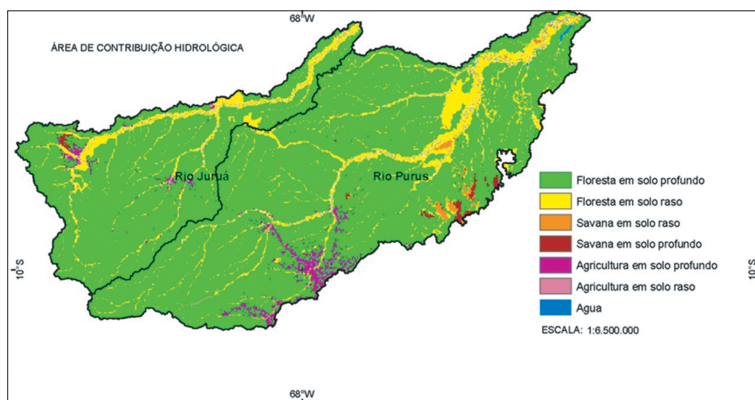 68°W
ÁREA DE CONTRIBUIÇÃO HIDROLÓGICA
Rio Juruá
Rio Purus
Floresta em solo profundo
Floresta em solo raso
Savana em solo raso
Savana em solo profundo
Agricultura em solo profundo
Agricultura em solo raso
Agua
ESCALA: 1:6.500.000
10°S
10°S
68°W